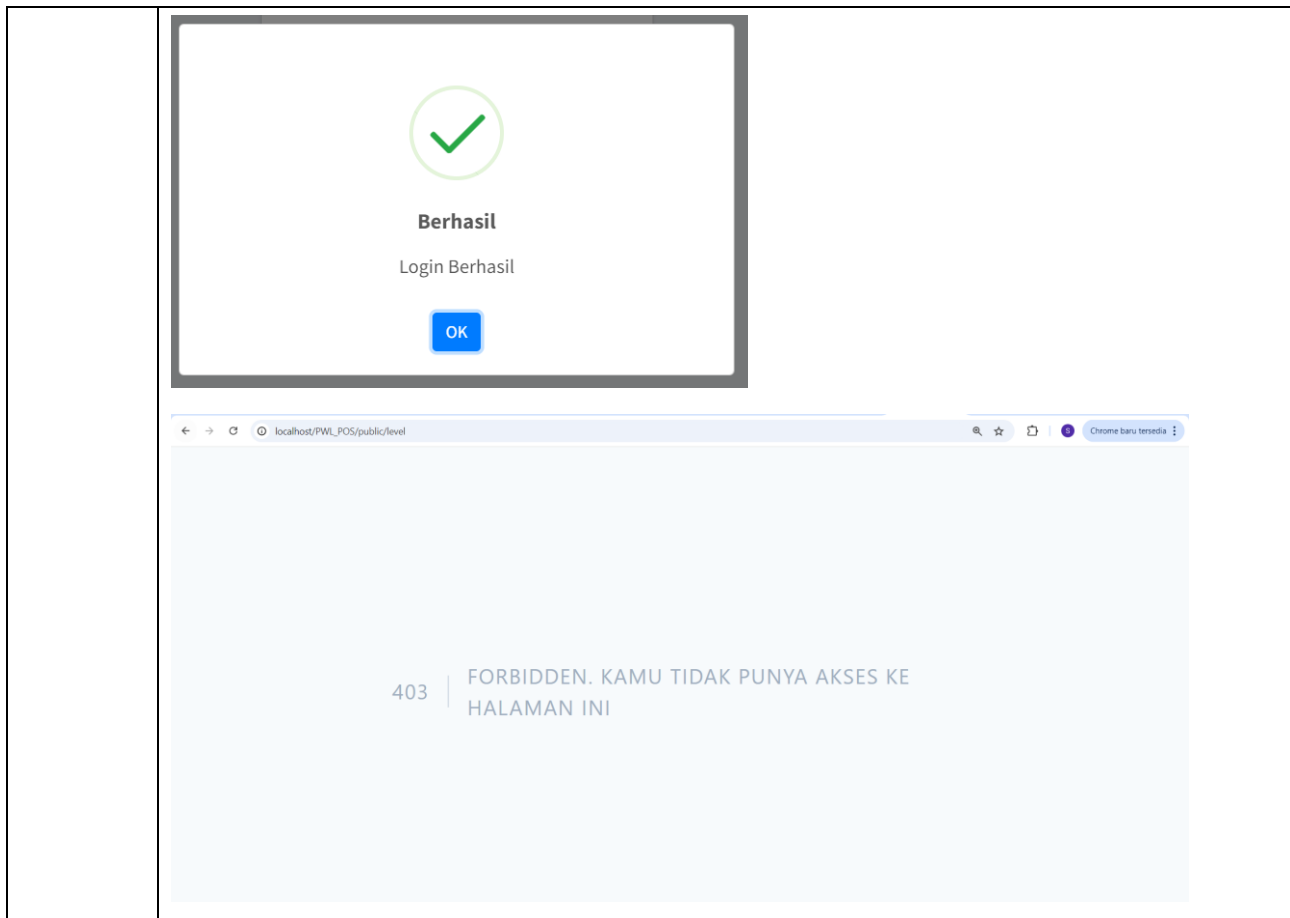 Berhasil
Login Berhasil
OK
localhost/PWL_POS/public/level
S
Chrome baru tersedia
403
FORBIDDEN. KAMU TIDAK PUNYA AKSES KE
HALAMAN INI